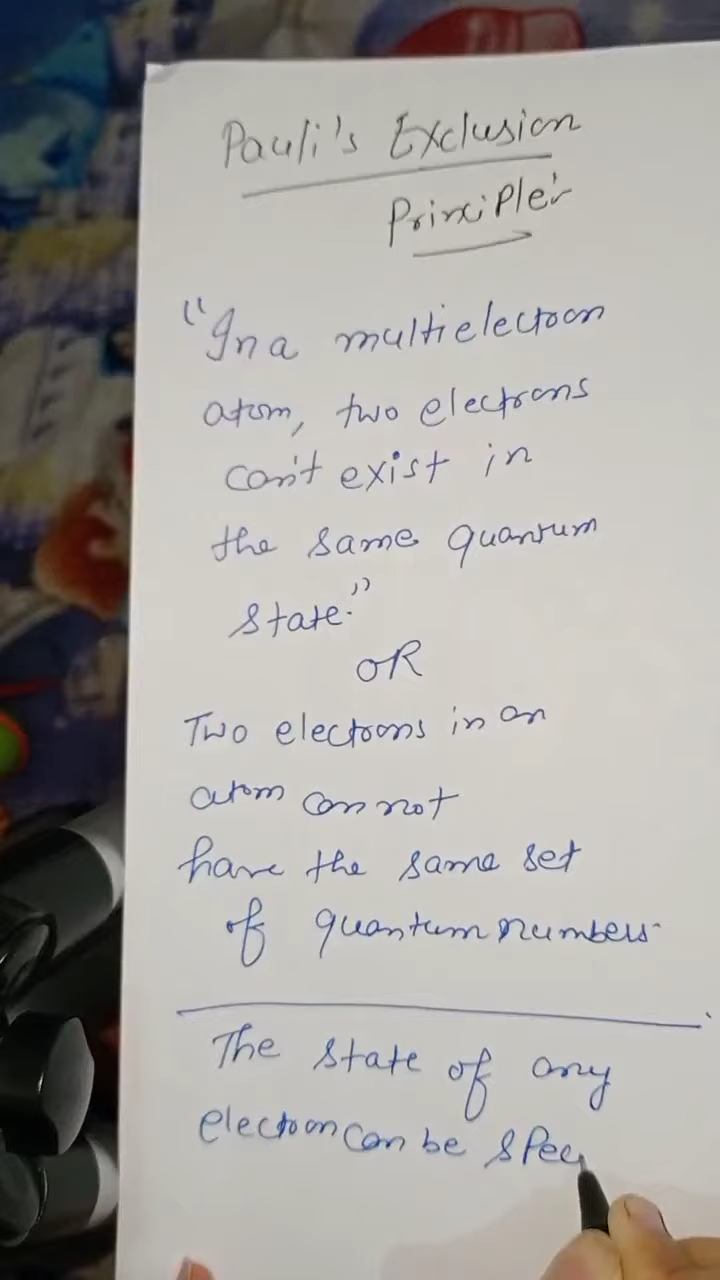 Pauli's Exclusion
Principle:-
"In a multielectron
atom, two electrons
can't exist in
the same quantum
state."
OR
Two electrons in an
atom can not
have the same set
of quantum numbers.
The state of any
electron can be spec